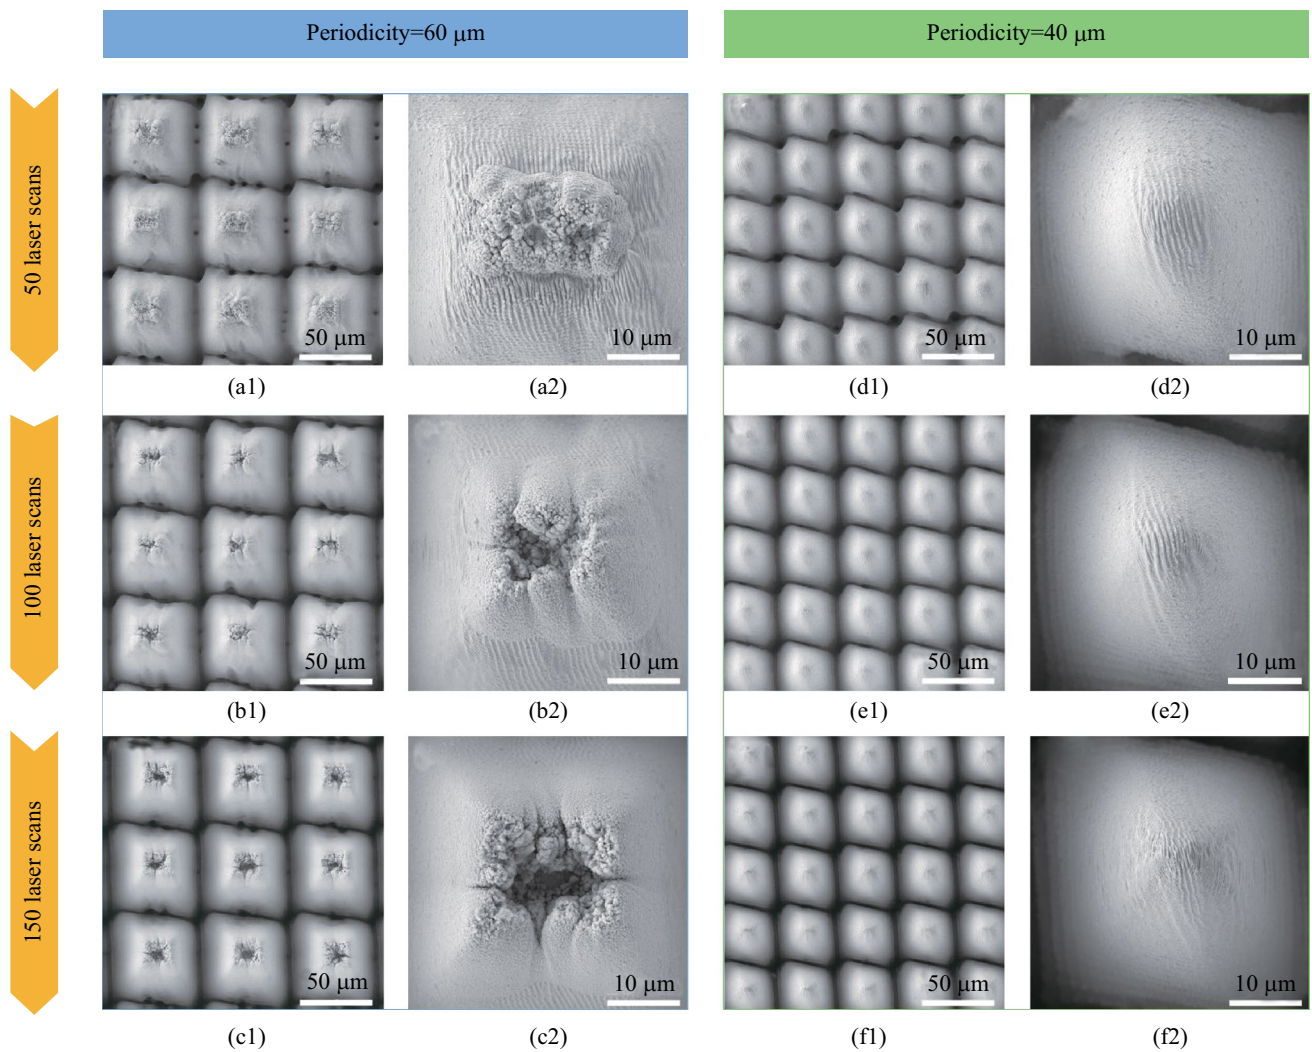 Periodicity=60 μm
Periodicity=40 μm
50 laser scans
50 μm
10 μm
50 μm
10 μm
(a1)
(a2)
(d1)
(d2)
100 laser scans
50 μm
10 μm
50 μm
10 μm
(b1)
(b2)
(e1)
(e2)
150 laser scans
50 μm
10 μm
50 μm
10 μm
(c1)
(c2)
(f1)
(f2)